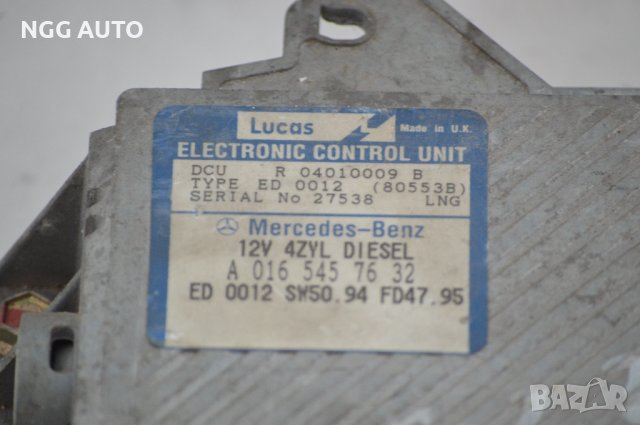 NGG AUTO
Lucas Made in U.K.
ELECTRONIC CONTROL UNIT
DCU R 04010009 B
TYPE ED 0012 (80553B)
SERIAL No 27538 LNG
Mercedes-Benz
12V 4ZYL DIESEL
A 016 545 76 32
ED 0012 SW50.94 FD47.95
BAZAR